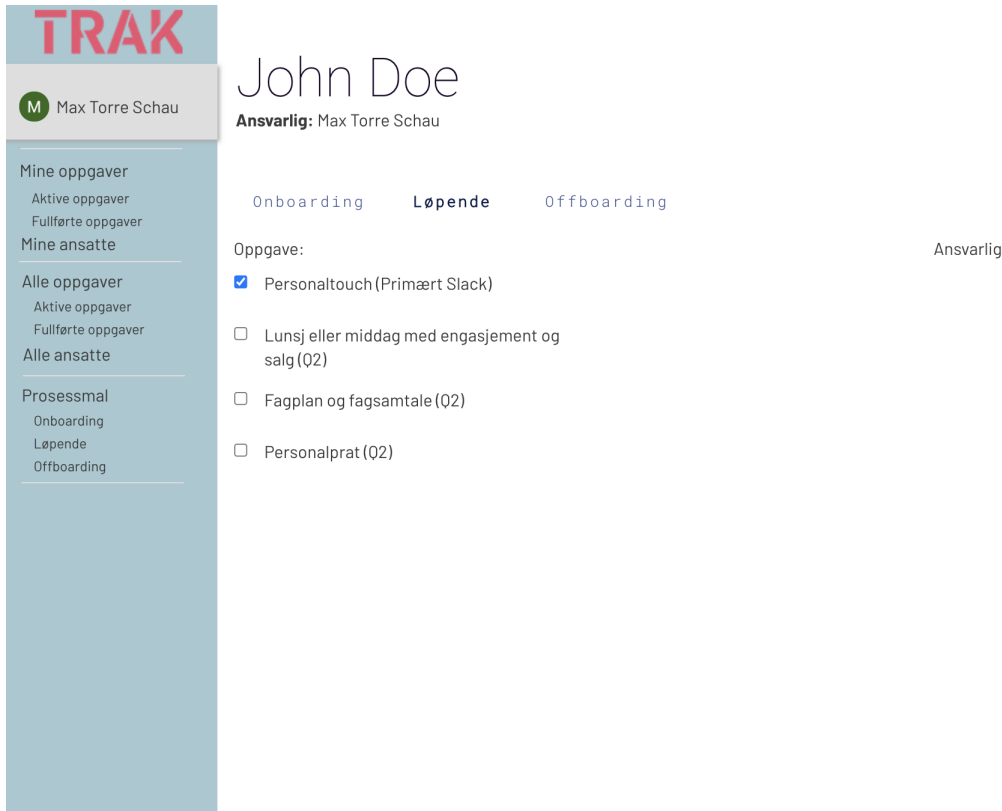 TRAK
M Max Torre Schau
Mine oppgaver
Aktive oppgaver
Fullførte oppgaver
Mine ansatte
Alle oppgaver
Aktive oppgaver
Fullførte oppgaver
Alle ansatte
Prosessmal
Onboarding
Løpende
Offboarding
John Doe
Ansvarlig: Max Torre Schau
Onboarding Løpende Offboarding
Oppgave: Ansvarlig
Personaltouch (Primært Slack)
Lunsj eller middag med engasjement og
salg (Q2)
Fagplan og fagsamtale (Q2)
Personalprat (Q2)